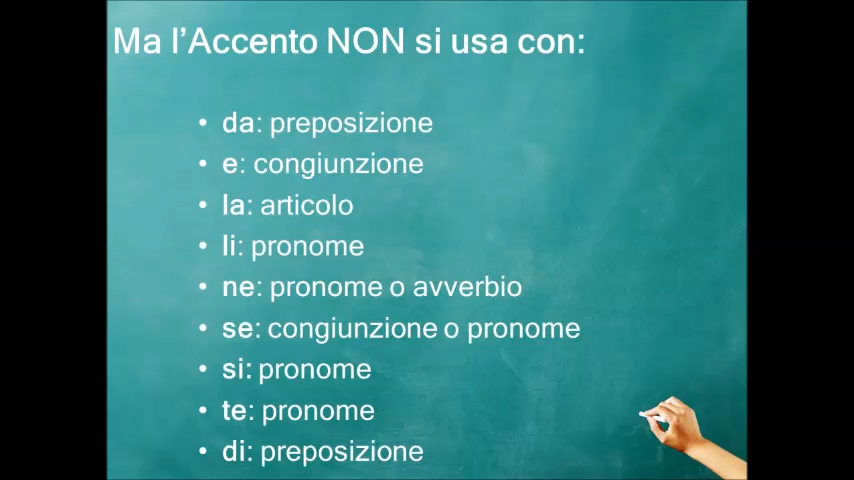 Ma l’Accento NON si usa con:
• da: preposizione
• e: congiunzione
• la: articolo
• li: pronome
• ne: pronome o avverbio
• se: congiunzione o pronome
• si: pronome
• te: pronome
• di: preposizione